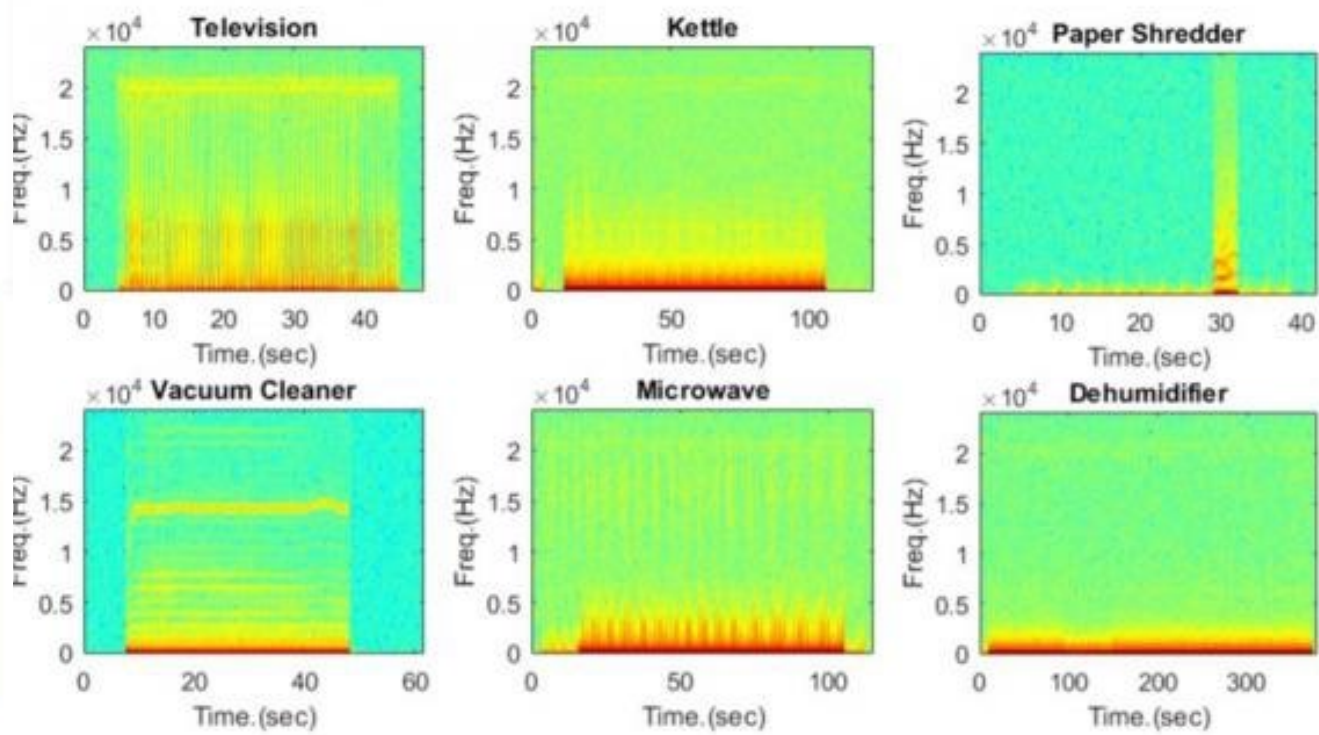 Television
× 10⁴
Freq.(Hz)
2
1.5
1
0.5
0
0 10 20 30 40
Time.(sec)
Kettle
× 10⁴
Freq.(Hz)
2
1.5
1
0.5
0
0 50 100
Time.(sec)
Paper Shredder
× 10⁴
Freq.(Hz)
2
1.5
1
0.5
0
0 10 20 30 40
Time.(sec)
Vacuum Cleaner
× 10⁴
Freq.(Hz)
2
1.5
1
0.5
0
0 20 40 60
Time.(sec)
Microwave
× 10⁴
Freq.(Hz)
2
1.5
1
0.5
0
0 50 100
Time.(sec)
Dehumidifier
× 10⁴
Freq.(Hz)
2
1.5
1
0.5
0
0 100 200 300
Time.(sec)